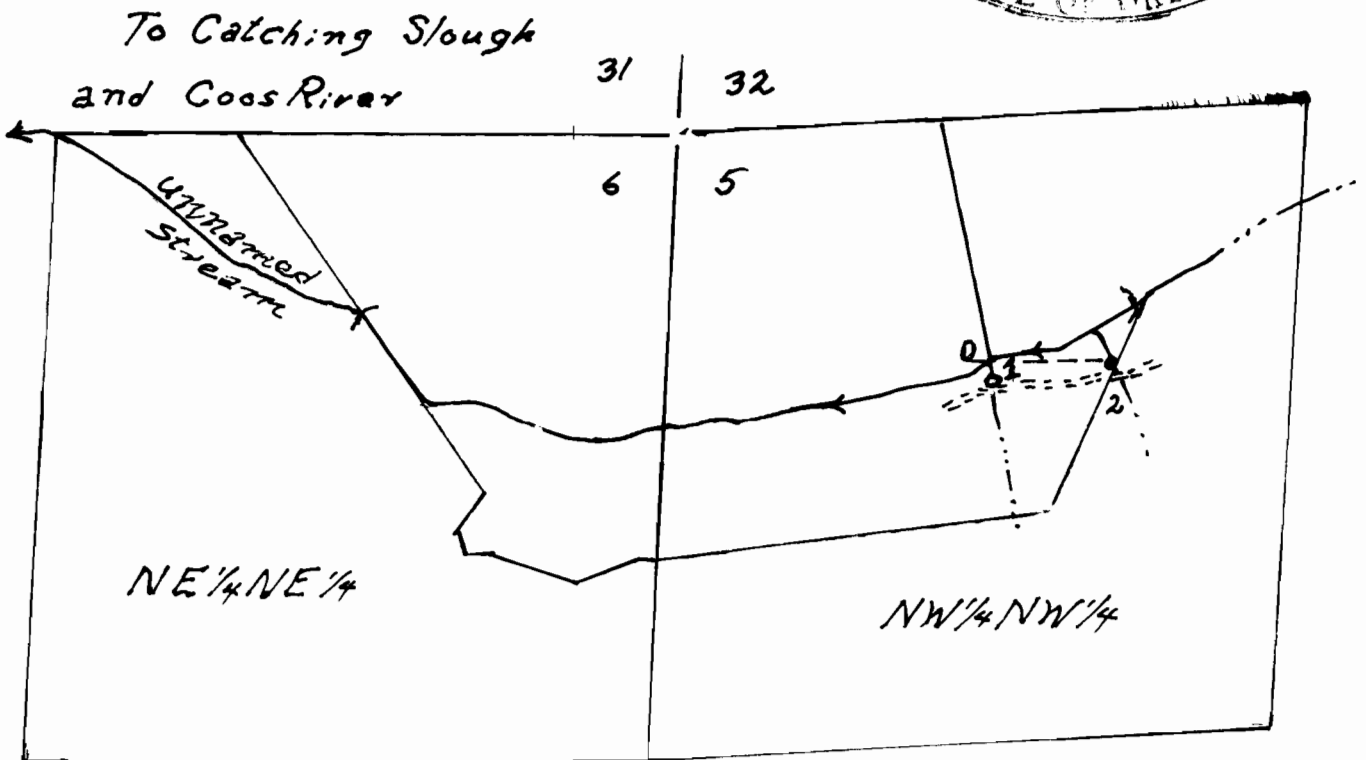 To Catching Slough
and Coos River
31 32
6 5
unnamed
stream
0
1
2
NE¼NE¼
NW¼NW¼